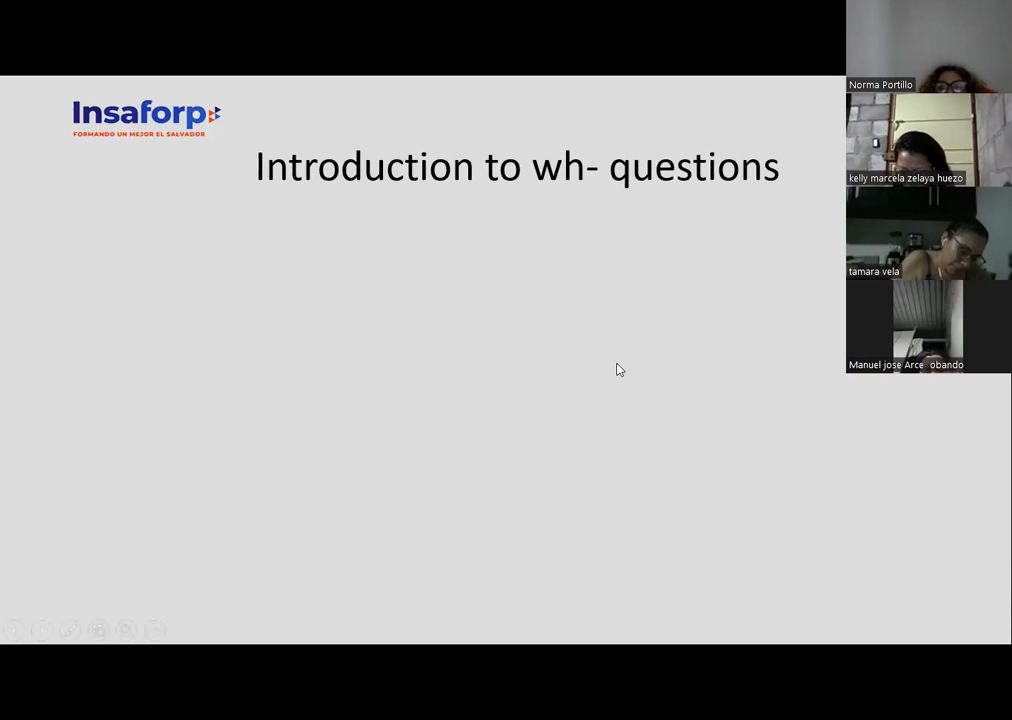 Insaforp
FORMANDO UN MEJOR EL SALVADOR
Introduction to wh- questions
Norma Portillo
kelly marcela zelaya huezo
tamara vela
Manuel jose Arce obando